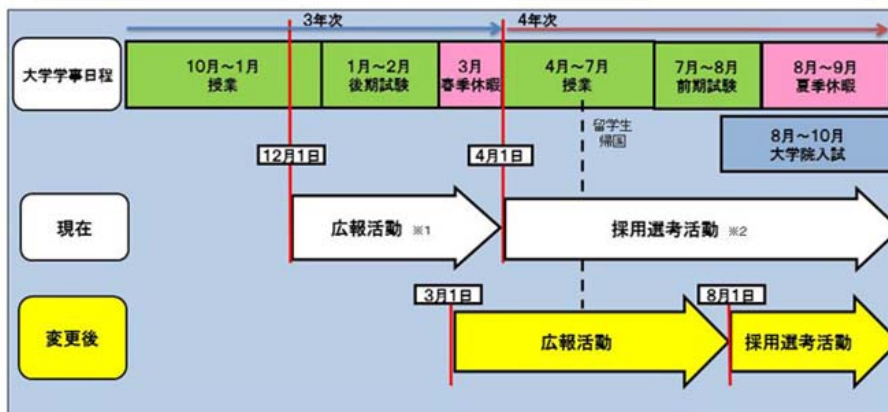 3年次
4年次
大学学事日程
10月～1月
授業
1月～2月
後期試験
3月
春季休暇
4月～7月
授業
7月～8月
前期試験
8月～9月
夏季休暇
留学生
帰国
8月～10月
大学院入試
12月1日
4月1日
現在
広報活動 ※1
採用選考活動 ※2
3月1日
8月1日
変更後
広報活動
採用選考活動